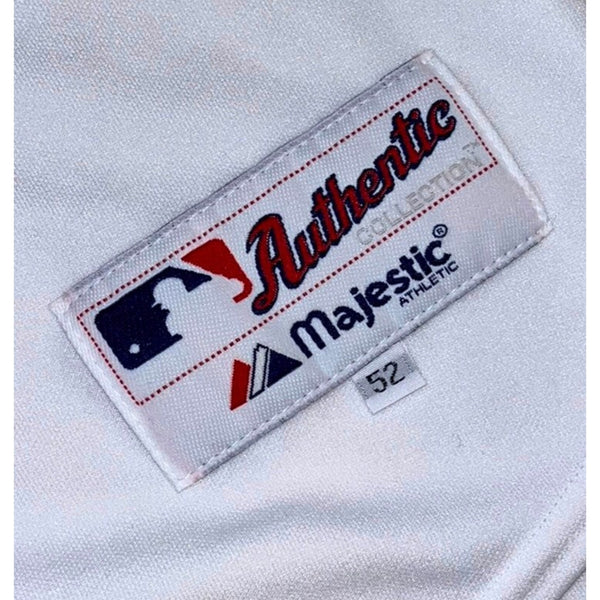 Authentic
COLLECTION™
Majestic®
ATHLETIC
52